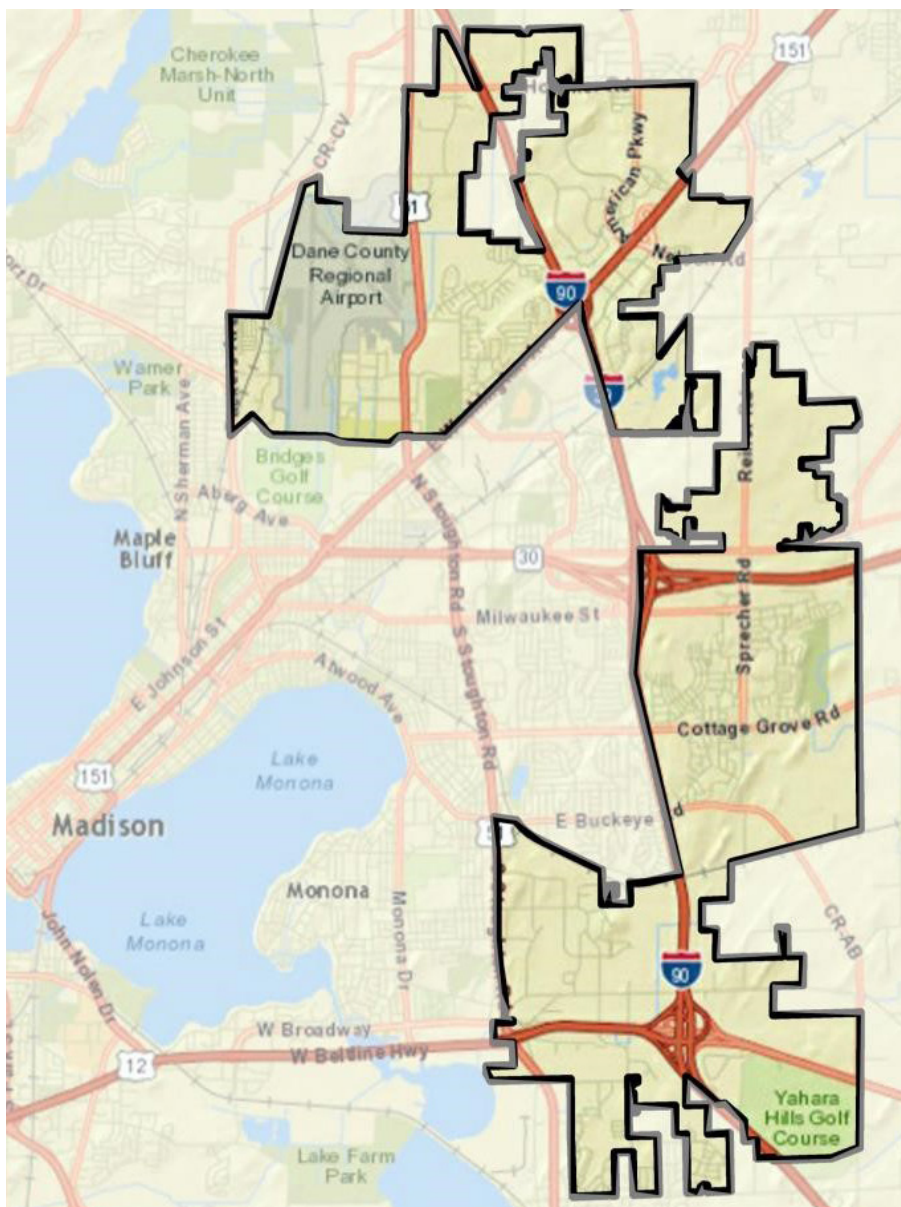 Cherokee
Marsh-North
Unit
151
CR-CV
American Pkwy
Dane County
Regional
Airport
90
Warner
Park
N Sherman Ave
Bridges
Golf
Course
Aberg Ave
Maple
Bluff
30
N Stoughton Rd
S Stoughton Rd
Milwaukee St
Sprecher Rd
E Johnson St
Atwood Ave
Cottage Grove Rd
Lake
Monona
151
Madison
E Buckeye
Monona
Monona Dr
CR-AB
Lake
Monona
John Nolen Dr
90
W Broadway
W Beltline Hwy
12
Yahara
Hills Golf
Course
Lake Farm
Park